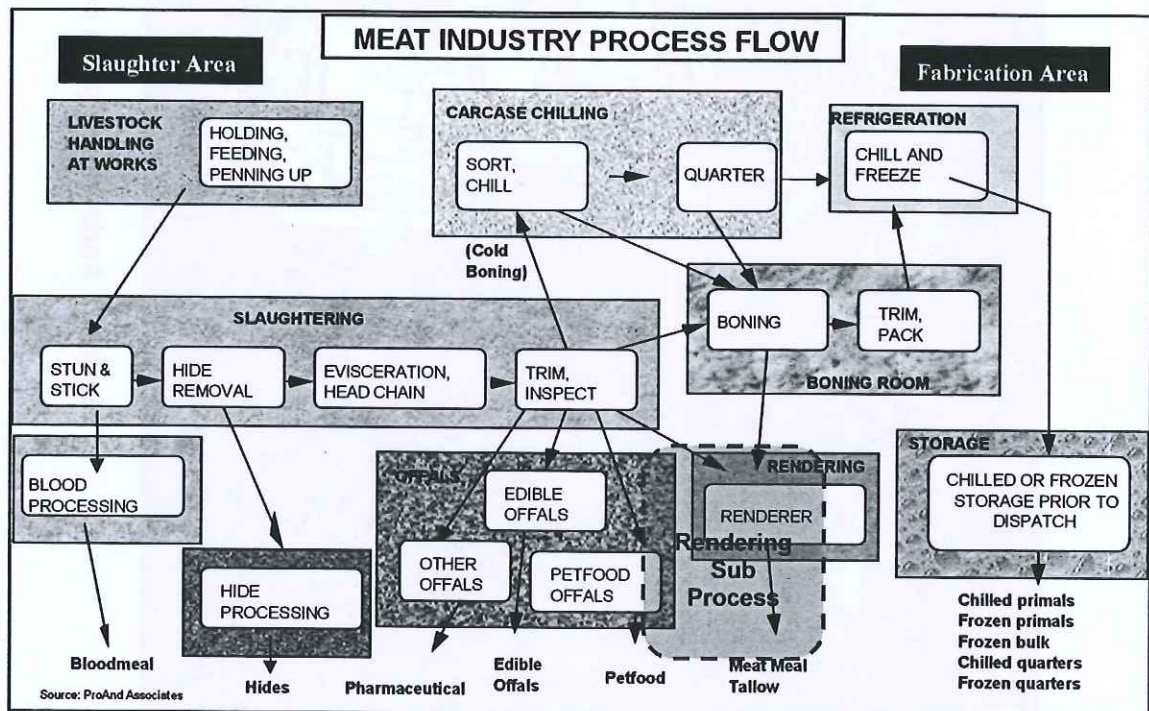 MEAT INDUSTRY PROCESS FLOW
Slaughter Area
Fabrication Area
LIVESTOCK
HANDLING
AT WORKS
HOLDING,
FEEDING,
PENNING UP
CARCASE CHILLING
SORT,
CHILL
QUARTER
REFRIGERATION
CHILL AND
FREEZE
(Cold
Boning)
SLAUGHTERING
STUN &
STICK
HIDE
REMOVAL
EVISCERATION,
HEAD CHAIN
TRIM,
INSPECT
BONING
TRIM,
PACK
BONING ROOM
BLOOD
PROCESSING
HIDE
PROCESSING
OFFALS
EDIBLE
OFFALS
OTHER
OFFALS
PETFOOD
OFFALS
RENDERING
RENDERER
Rendering
Sub
Process
STORAGE
CHILLED OR FROZEN
STORAGE PRIOR TO
DISPATCH
Bloodmeal
Hides
Pharmaceutical
Edible
Offals
Petfood
Meat Meal
Tallow
Chilled primals
Frozen primals
Frozen bulk
Chilled quarters
Frozen quarters
Source: ProAnd Associates